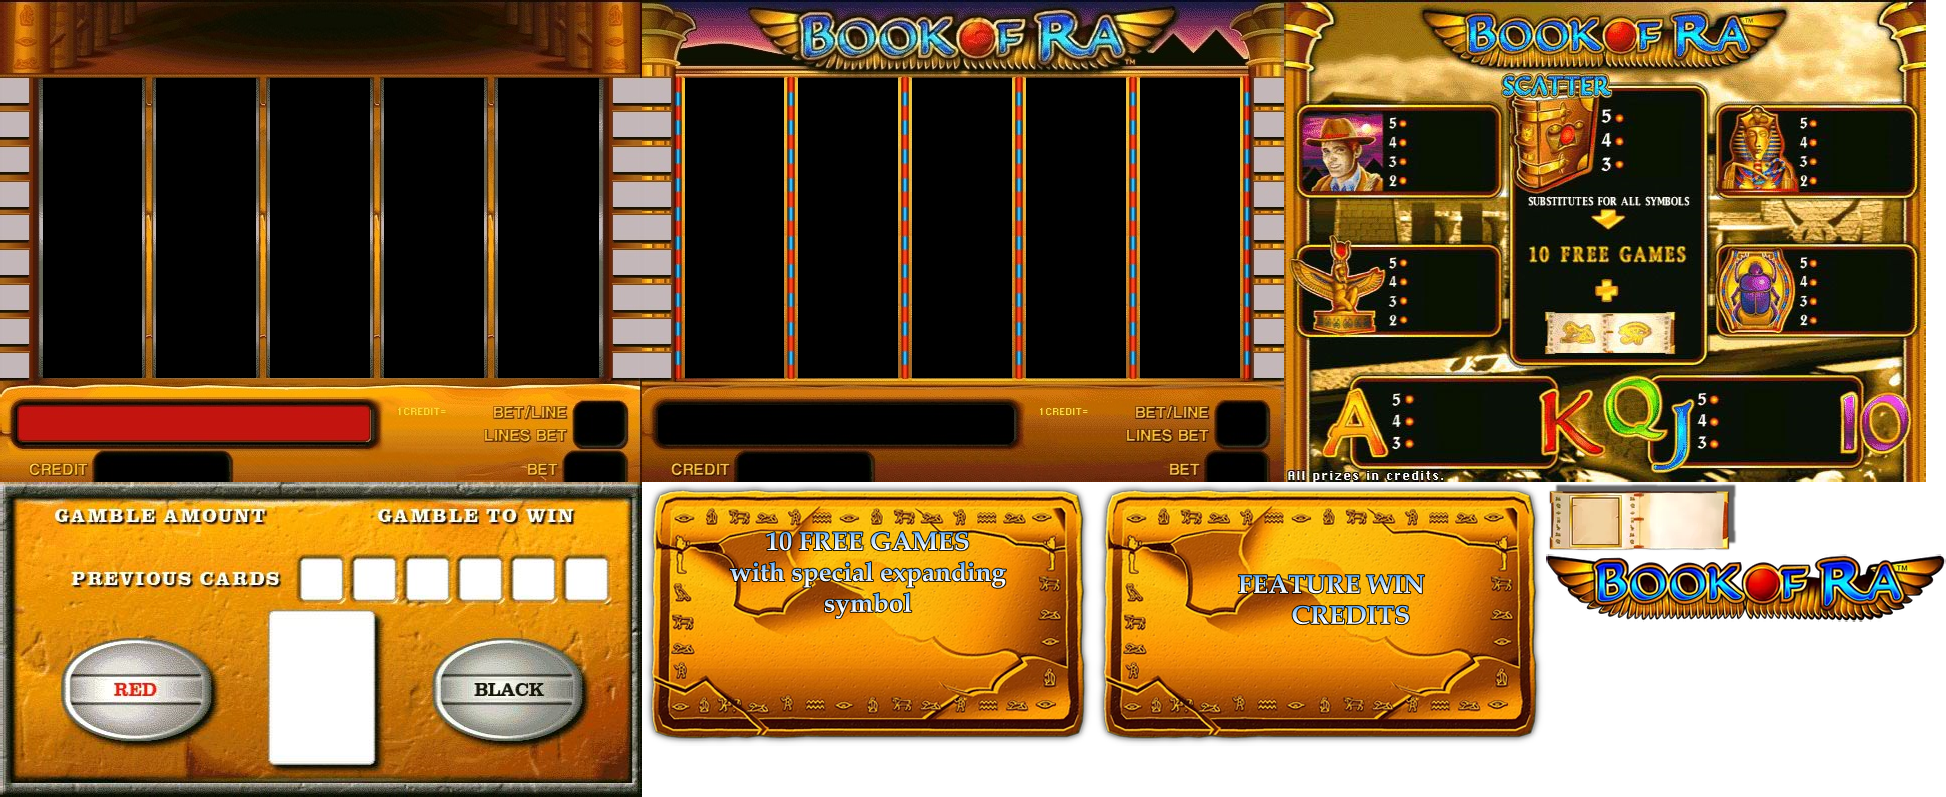 1 CREDIT=
BET/LINE
LINES BET
CREDIT
BET
BOOK OF RA™
1 CREDIT=
BET/LINE
LINES BET
CREDIT
BET
BOOK OF RA™
SCATTER
5
4
3
2
5
4
3
5
4
3
2
SUBSTITUTES FOR ALL SYMBOLS
10 FREE GAMES
5
4
3
2
5
4
3
2
A
5
4
3
K
Q
J
5
4
3
10
All prizes in credits.
GAMBLE AMOUNT
GAMBLE TO WIN
PREVIOUS CARDS
RED
BLACK
10 FREE GAMES
with special expanding
symbol
FEATURE WIN
CREDITS
BOOK OF RA™